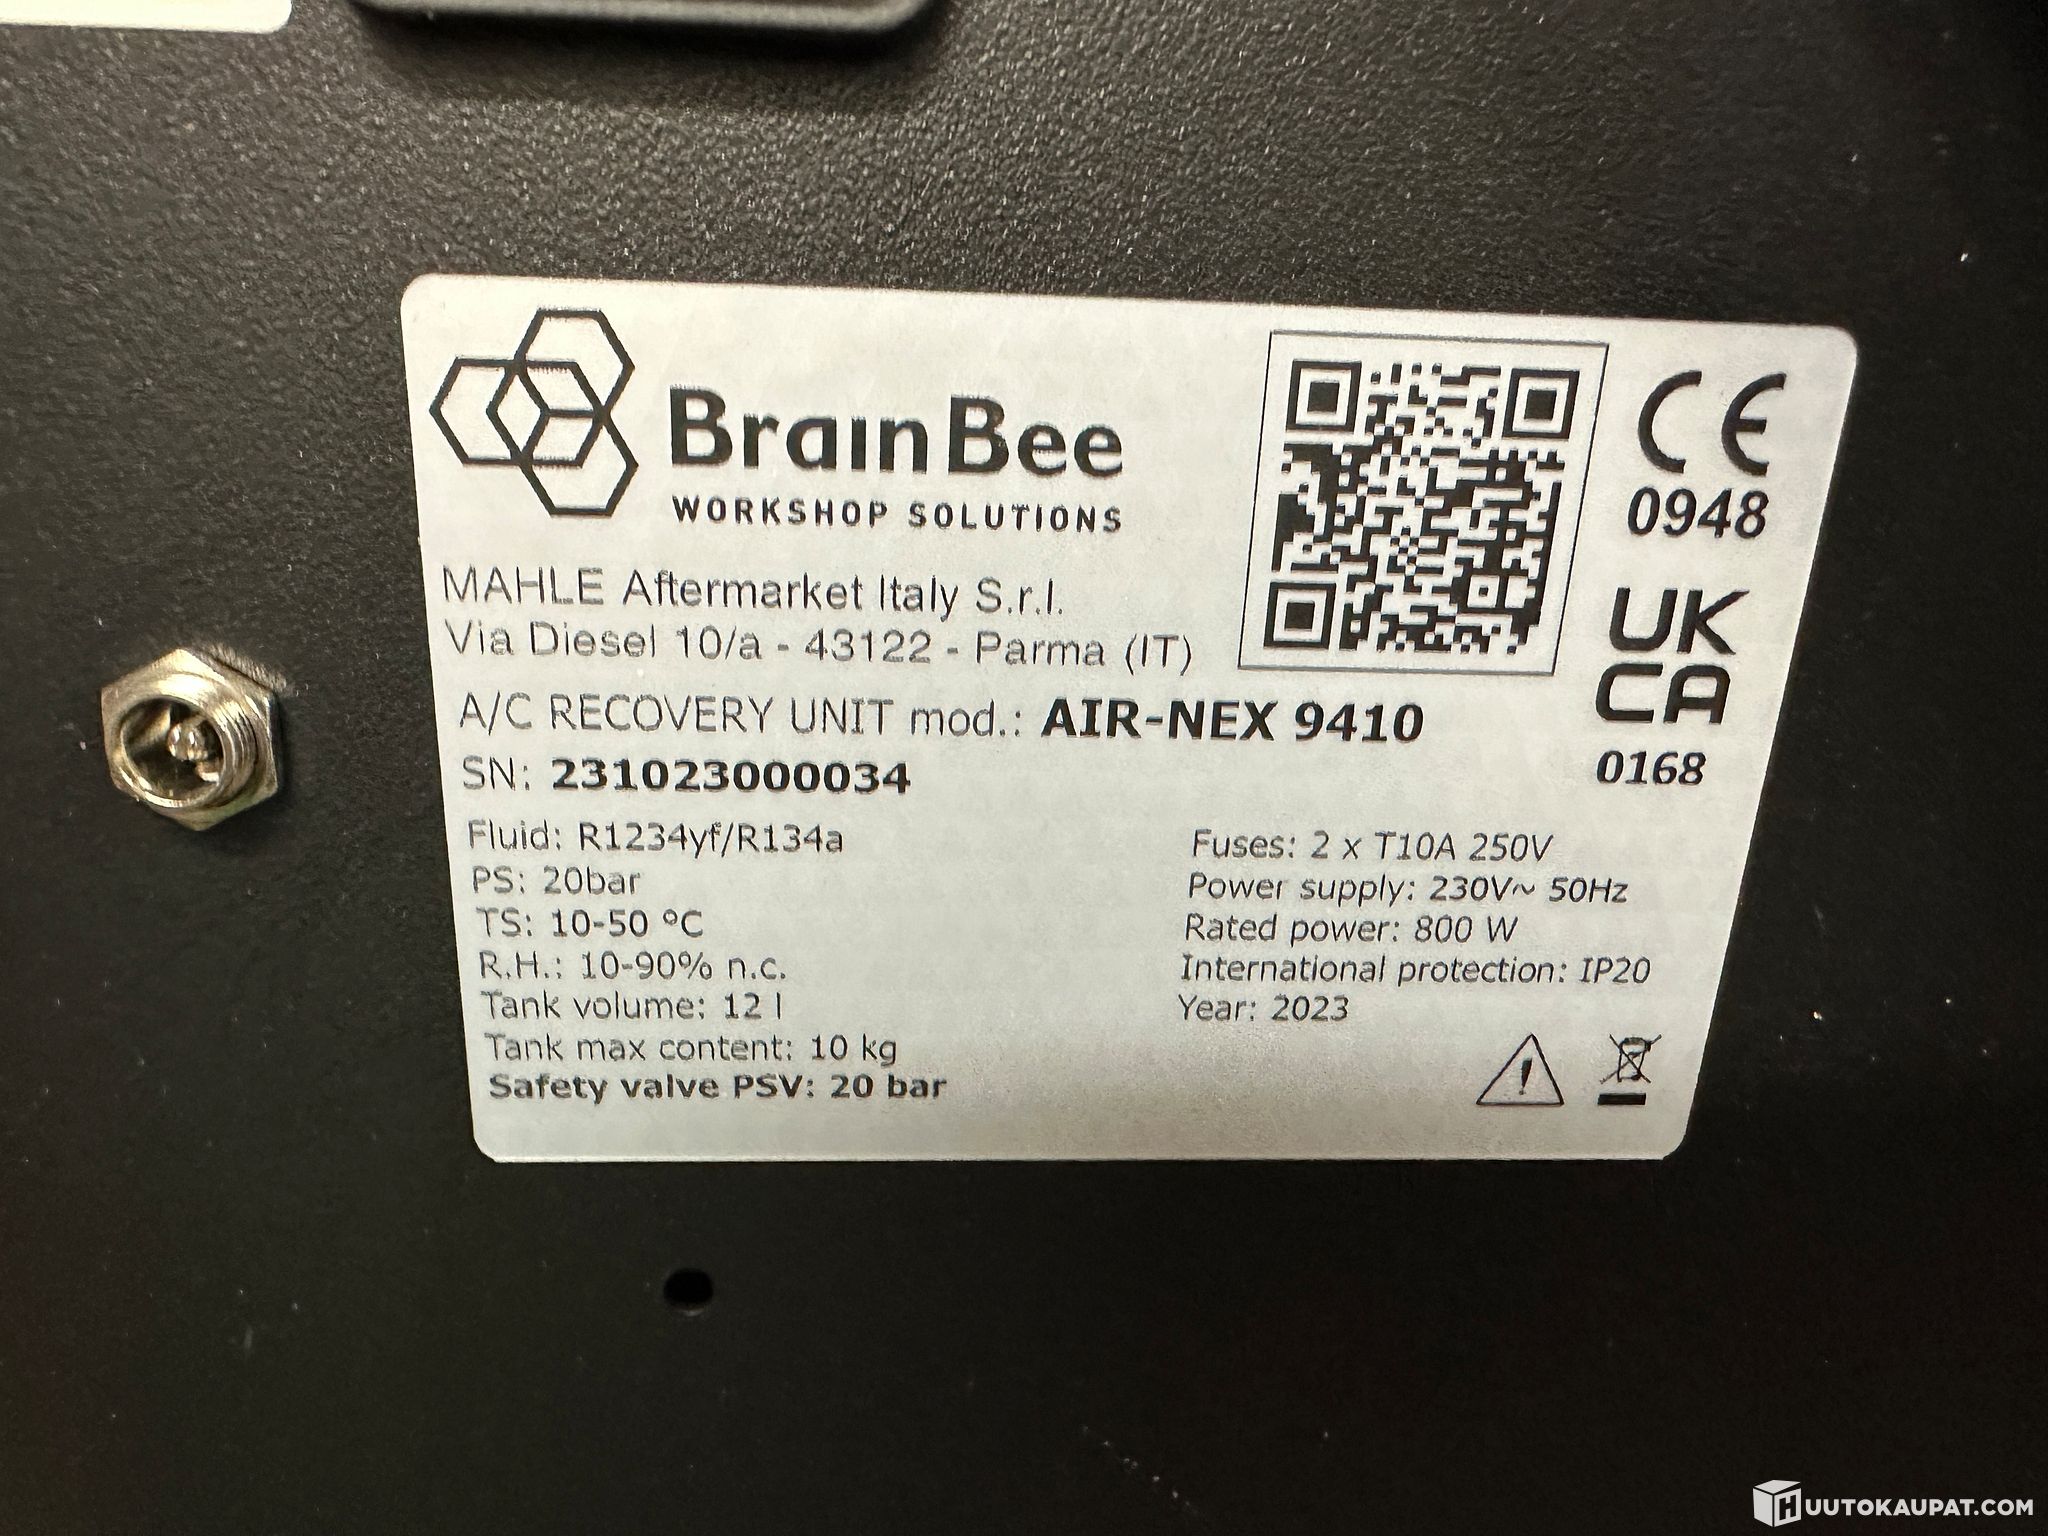 BrainBee
WORKSHOP SOLUTIONS
MAHLE Aftermarket Italy S.r.l.
Via Diesel 10/a - 43122 - Parma (IT)
A/C RECOVERY UNIT mod.: AIR-NEX 9410
SN: 231023000034
Fluid: R1234yf/R134a
PS: 20bar
TS: 10-50 °C
R.H.: 10-90% n.c.
Tank volume: 12 l
Tank max content: 10 kg
Safety valve PSV: 20 bar
Fuses: 2 x T10A 250V
Power supply: 230V~ 50Hz
Rated power: 800 W
International protection: IP20
Year: 2023
CE
0948
UK
CA
0168
HUUTOKAUPAT.COM